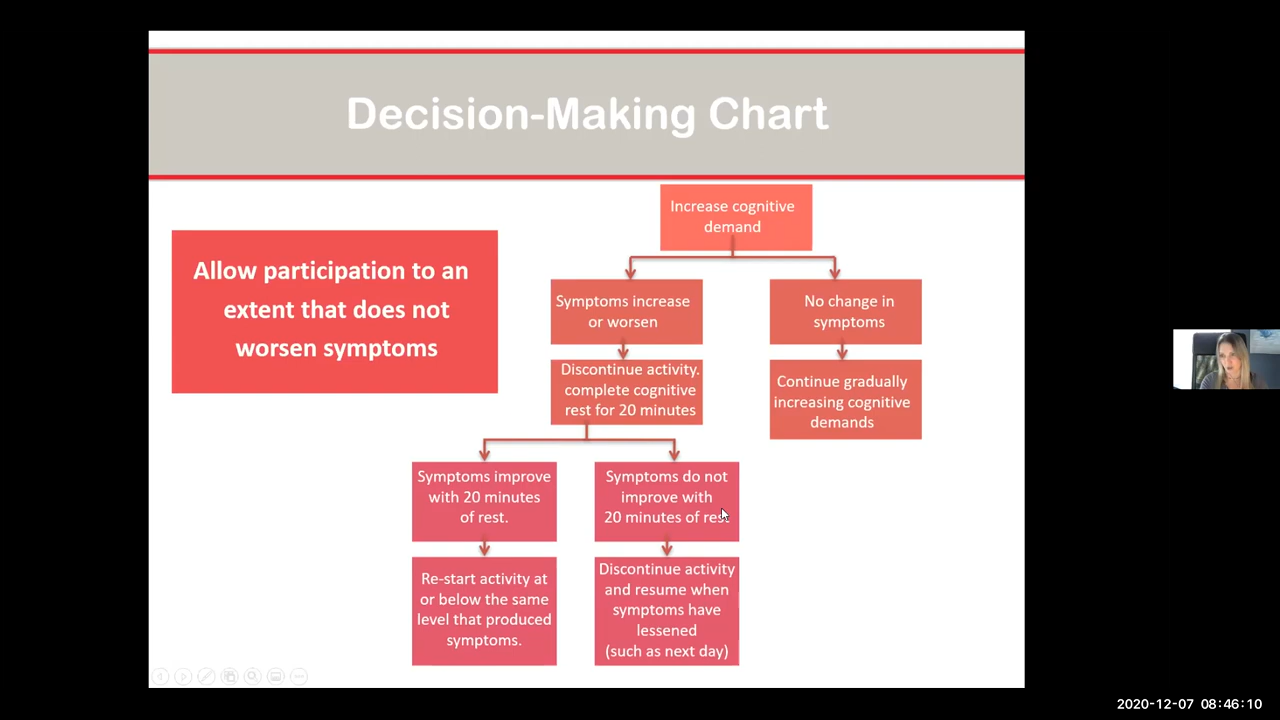 Decision-Making Chart
Allow participation to an
extent that does not
worsen symptoms
Increase cognitive
demand
Symptoms increase
or worsen
No change in
symptoms
Discontinue activity.
complete cognitive
rest for 20 minutes
Continue gradually
increasing cognitive
demands
Symptoms improve
with 20 minutes
of rest.
Symptoms do not
improve with
20 minutes of rest
Re-start activity at
or below the same
level that produced
symptoms.
Discontinue activity
and resume when
symptoms have
lessened
(such as next day)
2020-12-07 08:46:10